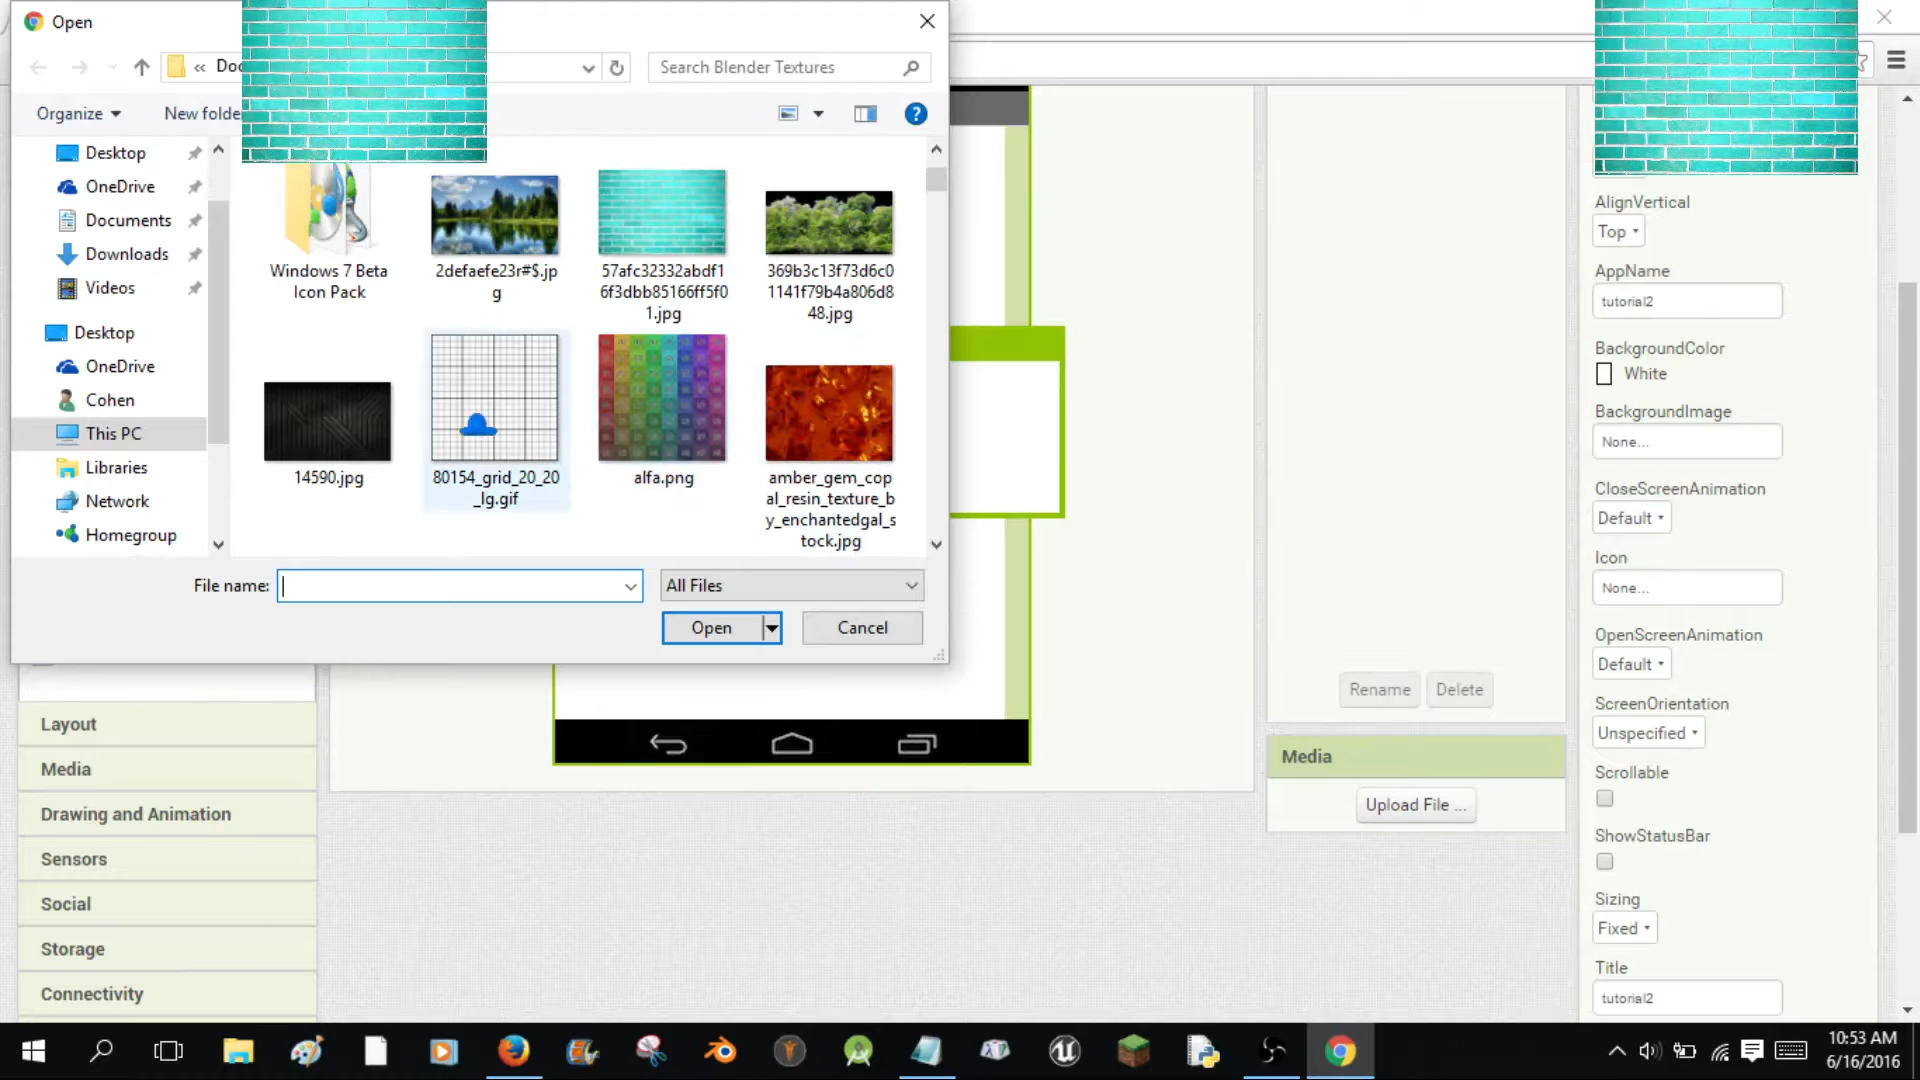 Open
« Doc
Search Blender Textures
Organize
New folde
Desktop
OneDrive
Documents
Downloads
Videos
Desktop
OneDrive
Cohen
This PC
Libraries
Network
Homegroup
Windows 7 Beta
Icon Pack
2defaefe23r#$.jp
g
57afc32332abdf1
6f3dbb85166ff5f0
1.jpg
369b3c13f73d6c0
1141f79b4a806d8
48.jpg
14590.jpg
80154_grid_20_20
_lg.gif
alfa.png
amber_gem_cop
al_resin_texture_b
y_enchantedgal_s
tock.jpg
File name:
All Files
Open
Cancel
Layout
Media
Drawing and Animation
Sensors
Social
Storage
Connectivity
Rename
Delete
Media
Upload File ...
AlignVertical
Top
AppName
tutorial2
BackgroundColor
White
BackgroundImage
None...
CloseScreenAnimation
Default
Icon
None...
OpenScreenAnimation
Default
ScreenOrientation
Unspecified
Scrollable
ShowStatusBar
Sizing
Fixed
Title
tutorial2
10:53 AM
6/16/2016